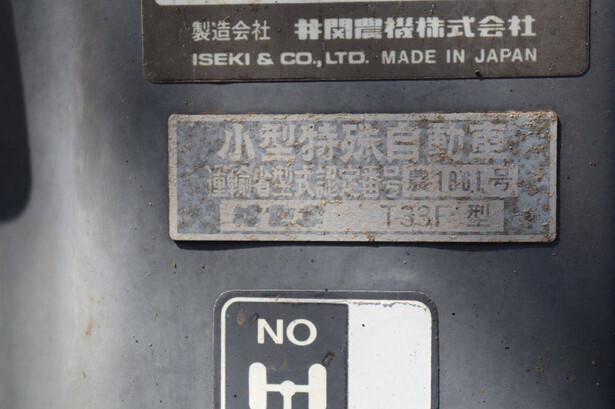 製造会社 井関農機株式会社
ISEKI & CO., LTD. MADE IN JAPAN
小型特殊自動車
運輸省型式認定番号 農1001号
T33F 型
NO